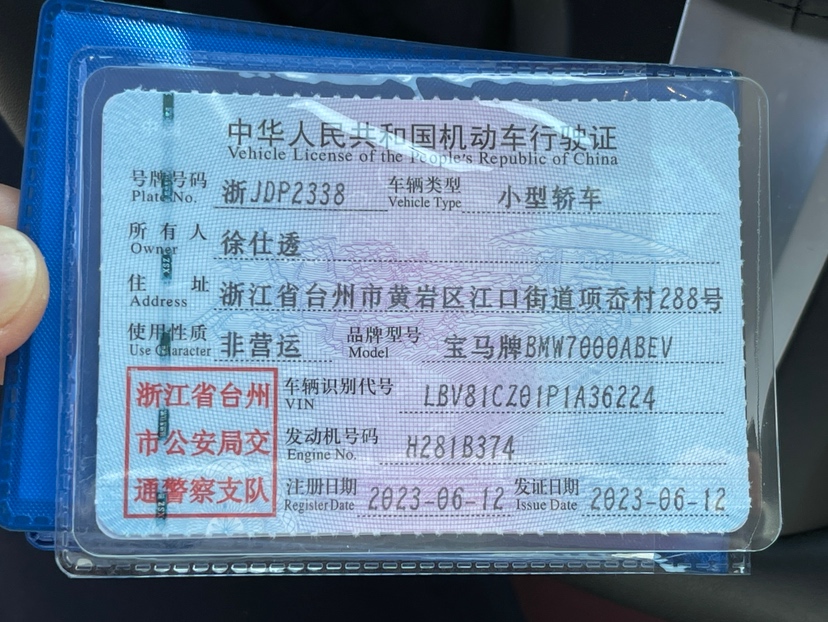 中华人民共和国机动车行驶证
Vehicle License of the People's Republic of China
号牌号码 Plate No. 浙JDP2338 车辆类型 Vehicle Type 小型轿车
所有人 Owner 徐仕透
住址 Address 浙江省台州市黄岩区江口街道项岙村288号
使用性质 Use Character 非营运 品牌型号 Model 宝马牌BMW7000ABEV
浙江省台州
市公安局交
通警察支队
车辆识别代号 VIN LBV81CZ01P1A36224
发动机号码 Engine No. H281B374
注册日期 Register Date 2023-06-12 发证日期 Issue Date 2023-06-12